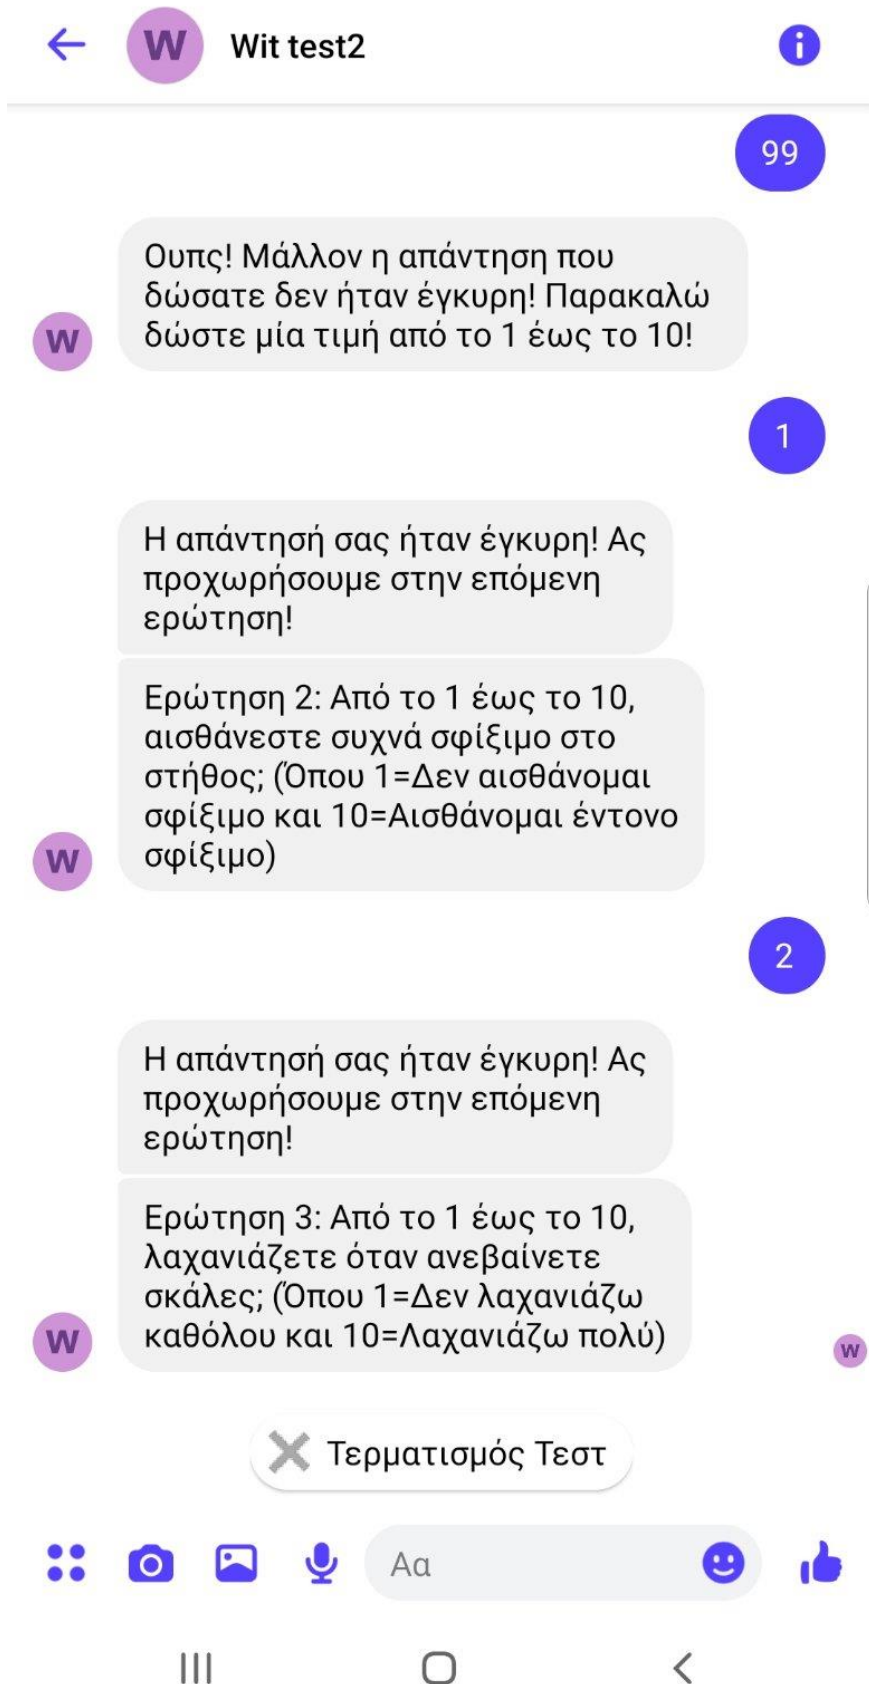 W
Wit test2
99
Ουπς! Μάλλον η απάντηση που
δώσατε δεν ήταν έγκυρη! Παρακαλώ
δώστε μία τιμή από το 1 έως το 10!
W
1
Η απάντησή σας ήταν έγκυρη! Ας
προχωρήσουμε στην επόμενη
ερώτηση!
Ερώτηση 2: Από το 1 έως το 10,
αισθάνεστε συχνά σφίξιμο στο
στήθος; (Όπου 1=Δεν αισθάνομαι
σφίξιμο και 10=Αισθάνομαι έντονο
σφίξιμο)
W
2
Η απάντησή σας ήταν έγκυρη! Ας
προχωρήσουμε στην επόμενη
ερώτηση!
Ερώτηση 3: Από το 1 έως το 10,
λαχανιάζετε όταν ανεβαίνετε
σκάλες; (Όπου 1=Δεν λαχανιάζω
καθόλου και 10=Λαχανιάζω πολύ)
W
W
Τερματισμός Τεστ
Αα